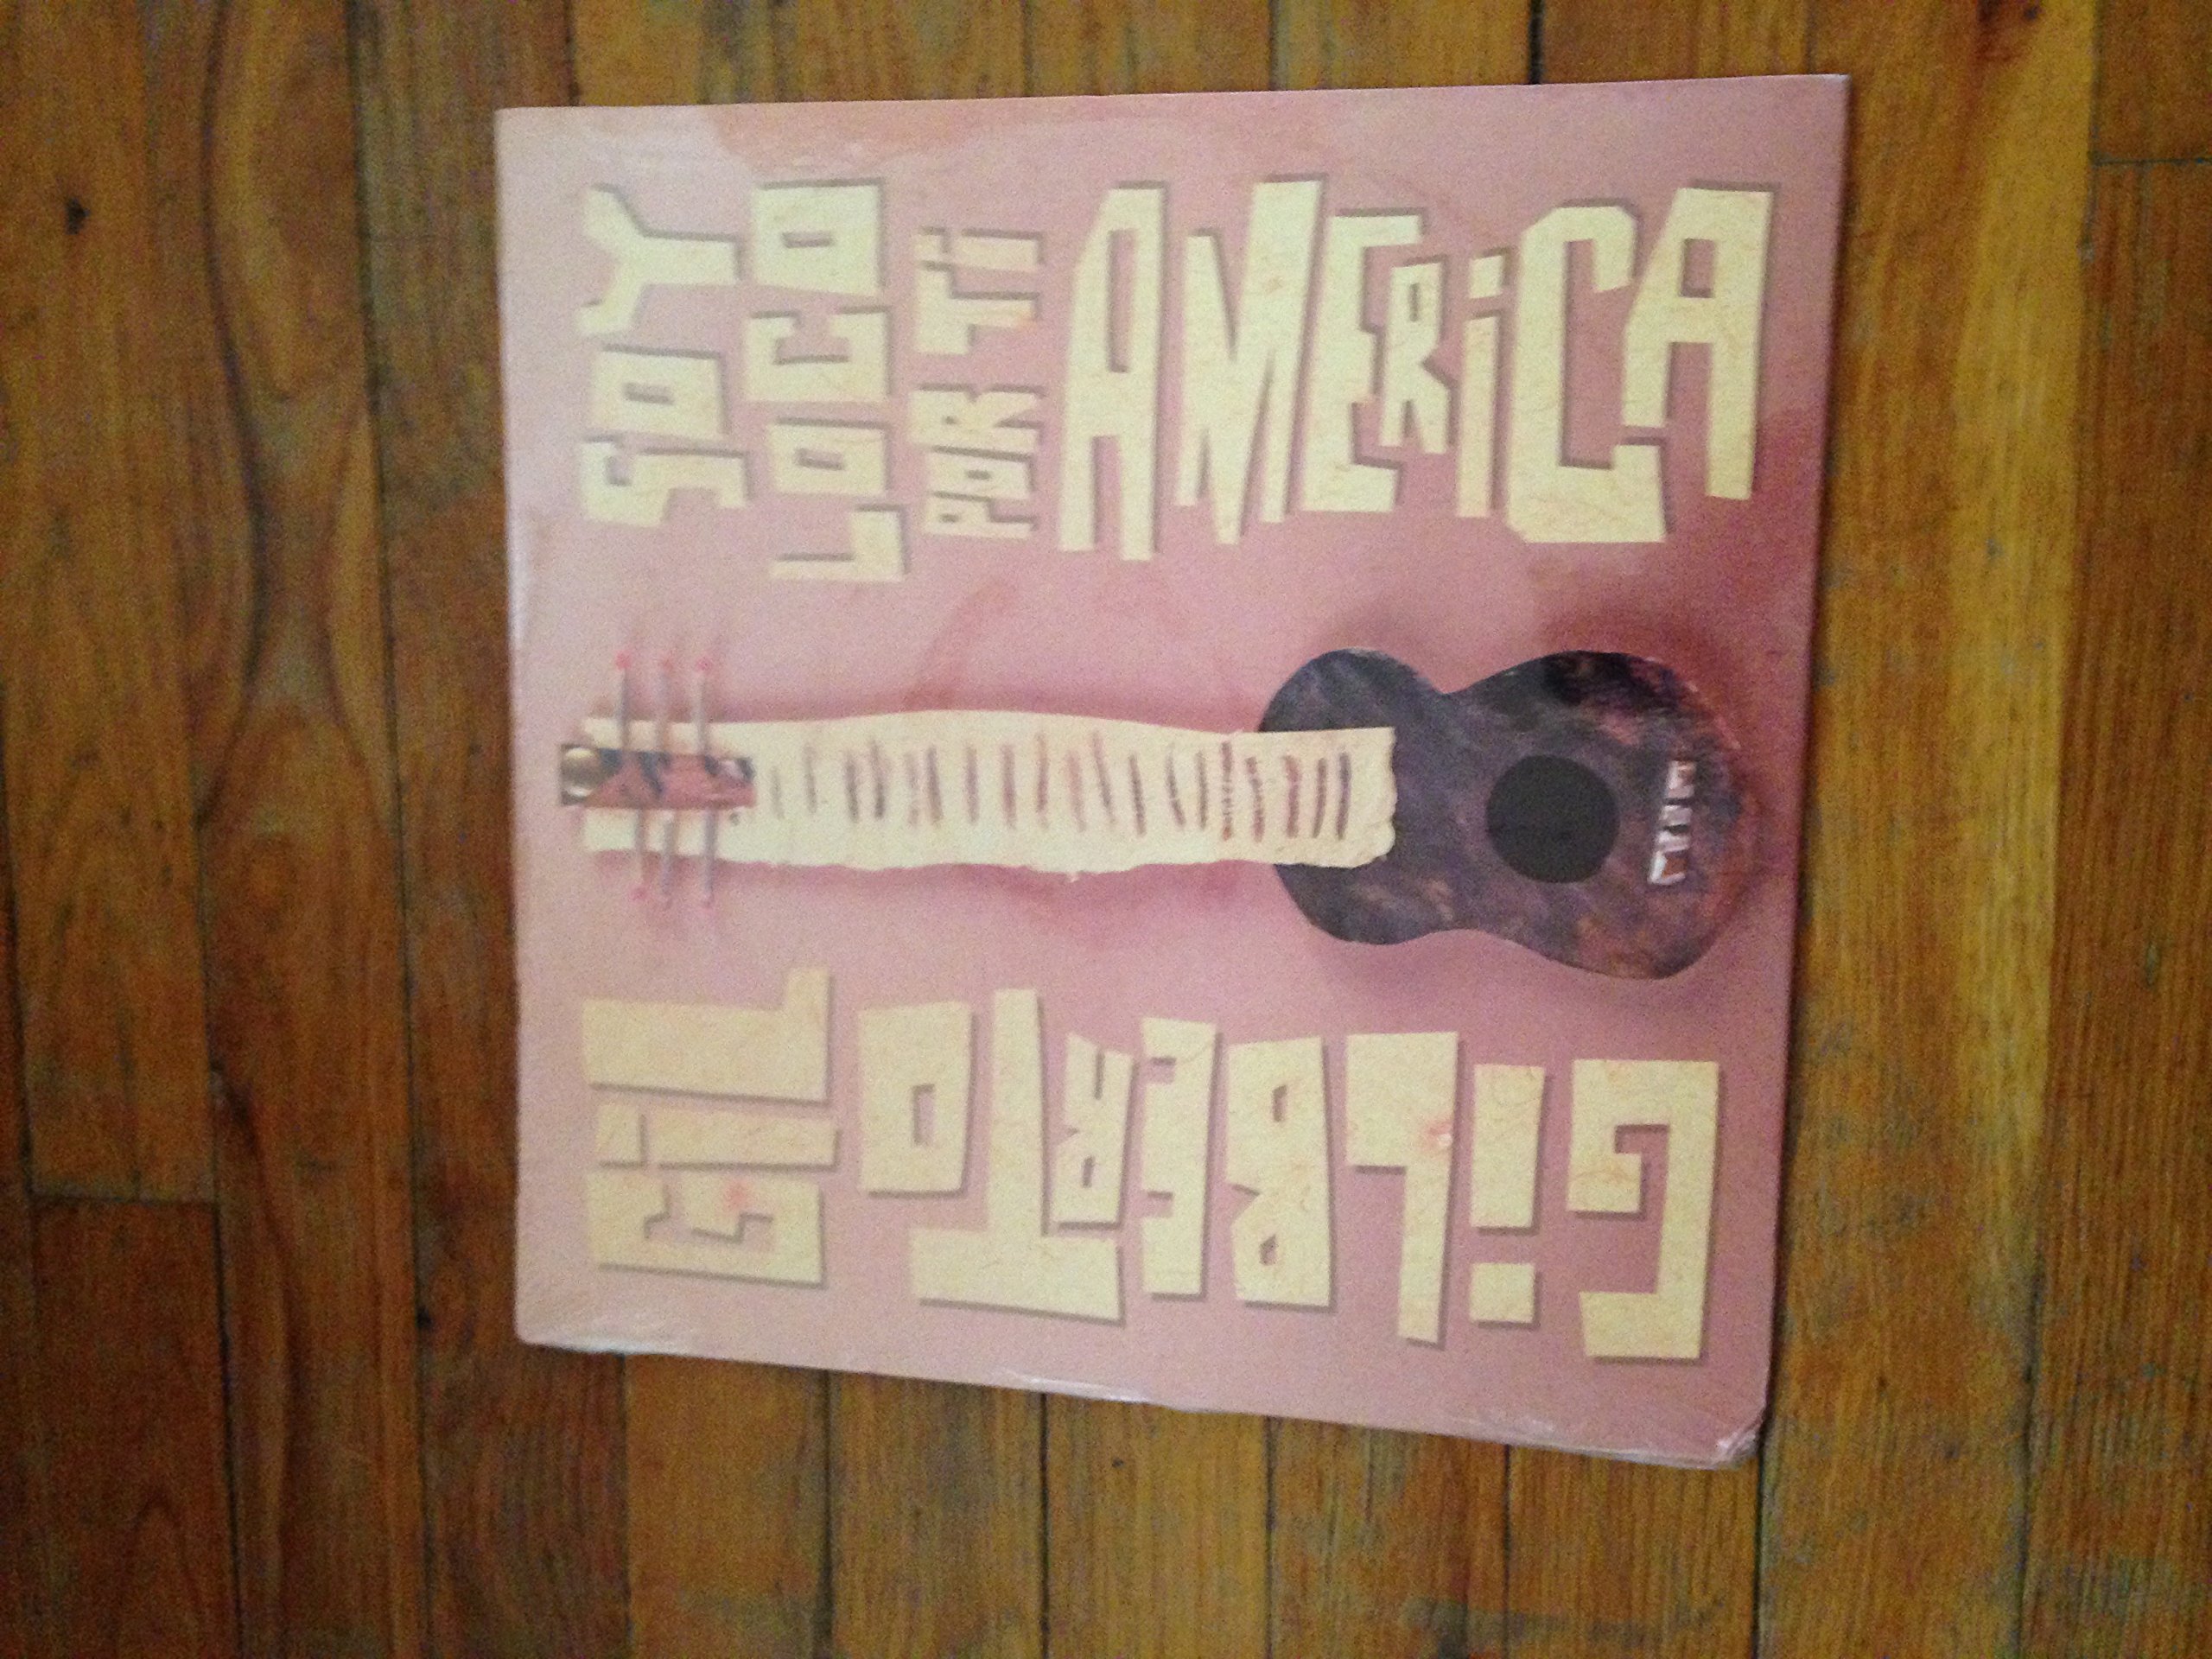 GiLBERTO
GiL
SOY
LOCO
POR Ti
AMERiCA